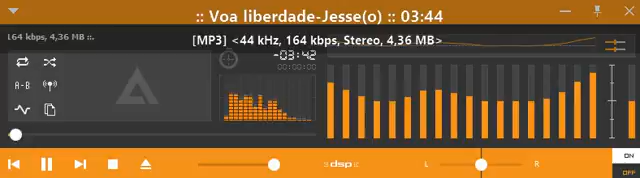 :: Voa liberdade-Jesse(o) :: 03:44
164 kbps, 4,36 MB ::.
[MP3] <44 kHz, 164 kbps, Stereo, 4,36 MB>
-03:42
00:00:00
A-B
::dsp::
L
R
ON
OFF